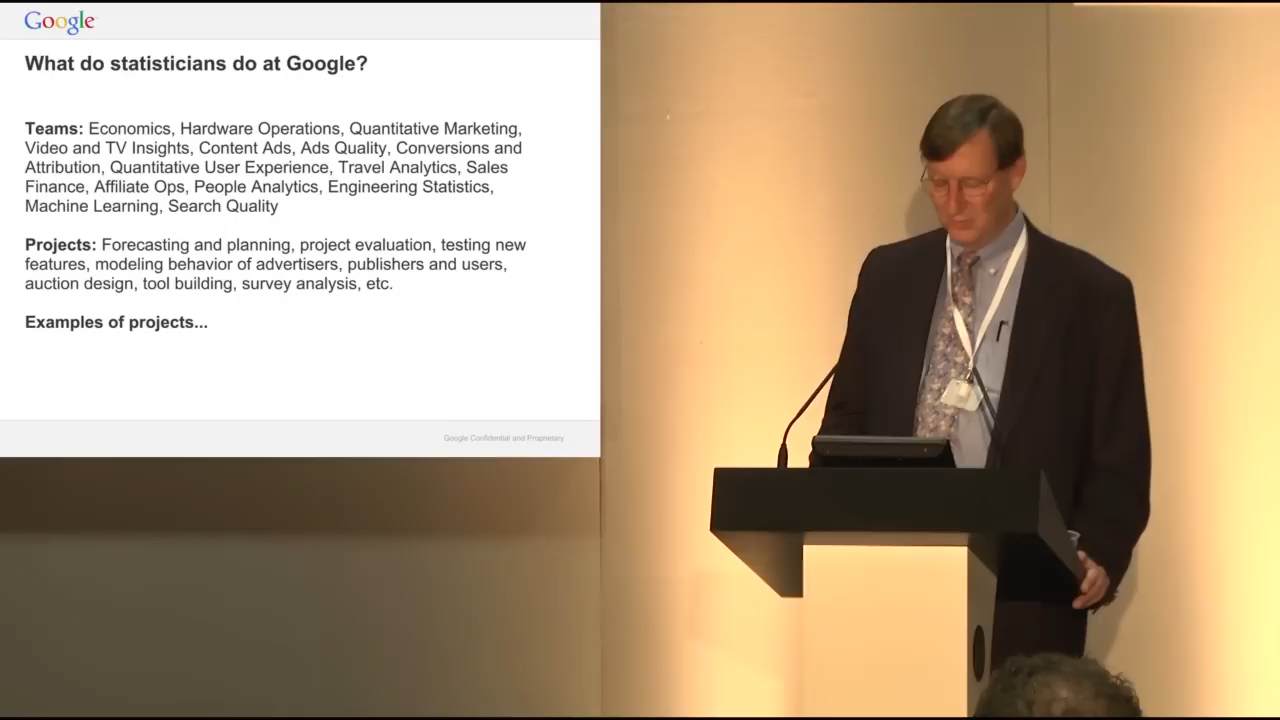 Google
What do statisticians do at Google?
Teams: Economics, Hardware Operations, Quantitative Marketing,
Video and TV Insights, Content Ads, Ads Quality, Conversions and
Attribution, Quantitative User Experience, Travel Analytics, Sales
Finance, Affiliate Ops, People Analytics, Engineering Statistics,
Machine Learning, Search Quality
Projects: Forecasting and planning, project evaluation, testing new
features, modeling behavior of advertisers, publishers and users,
auction design, tool building, survey analysis, etc.
Examples of projects...
Google Confidential and Proprietary